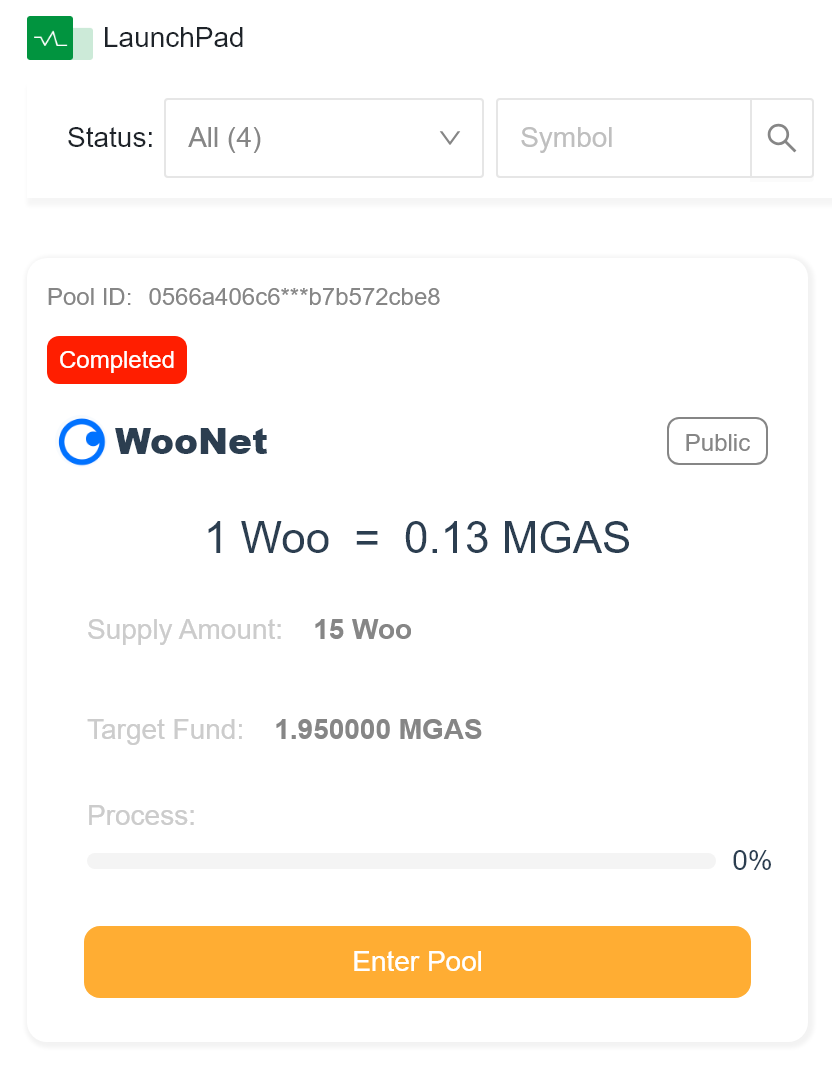 LaunchPad
Status: All (4) Symbol
Pool ID: 0566a406c6***b7b572cbe8
Completed
WooNet Public
1 Woo = 0.13 MGAS
Supply Amount: 15 Woo
Target Fund: 1.950000 MGAS
Process:
0%
Enter Pool